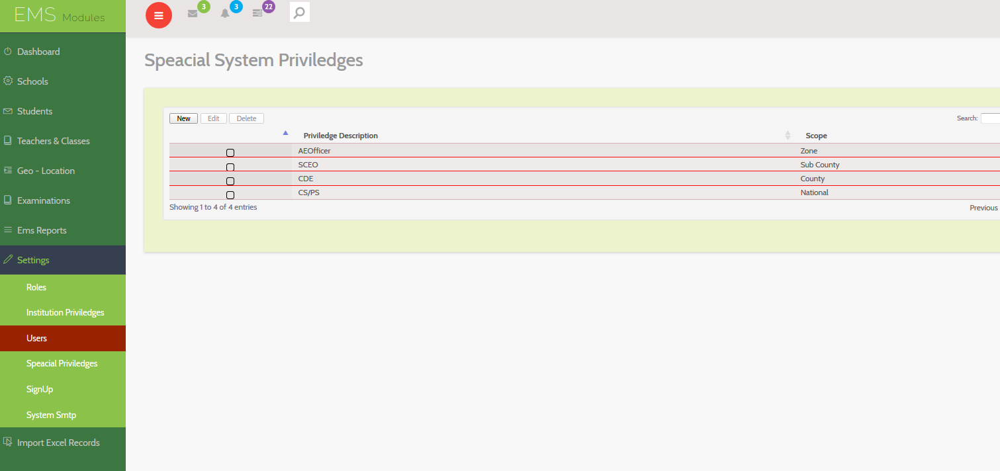 EMS Modules
3
3
22
Dashboard
Schools
Students
Teachers & Classes
Geo - Location
Examinations
Ems Reports
Settings
Roles
Institution Priviledges
Users
Speacial Priviledges
SignUp
System Smtp
Import Excel Records
Speacial System Priviledges
New Edit Delete
Search:
Priviledge Description Scope
AEOfficer Zone
SCEO Sub County
CDE County
CS/PS National
Showing 1 to 4 of 4 entries
Previous